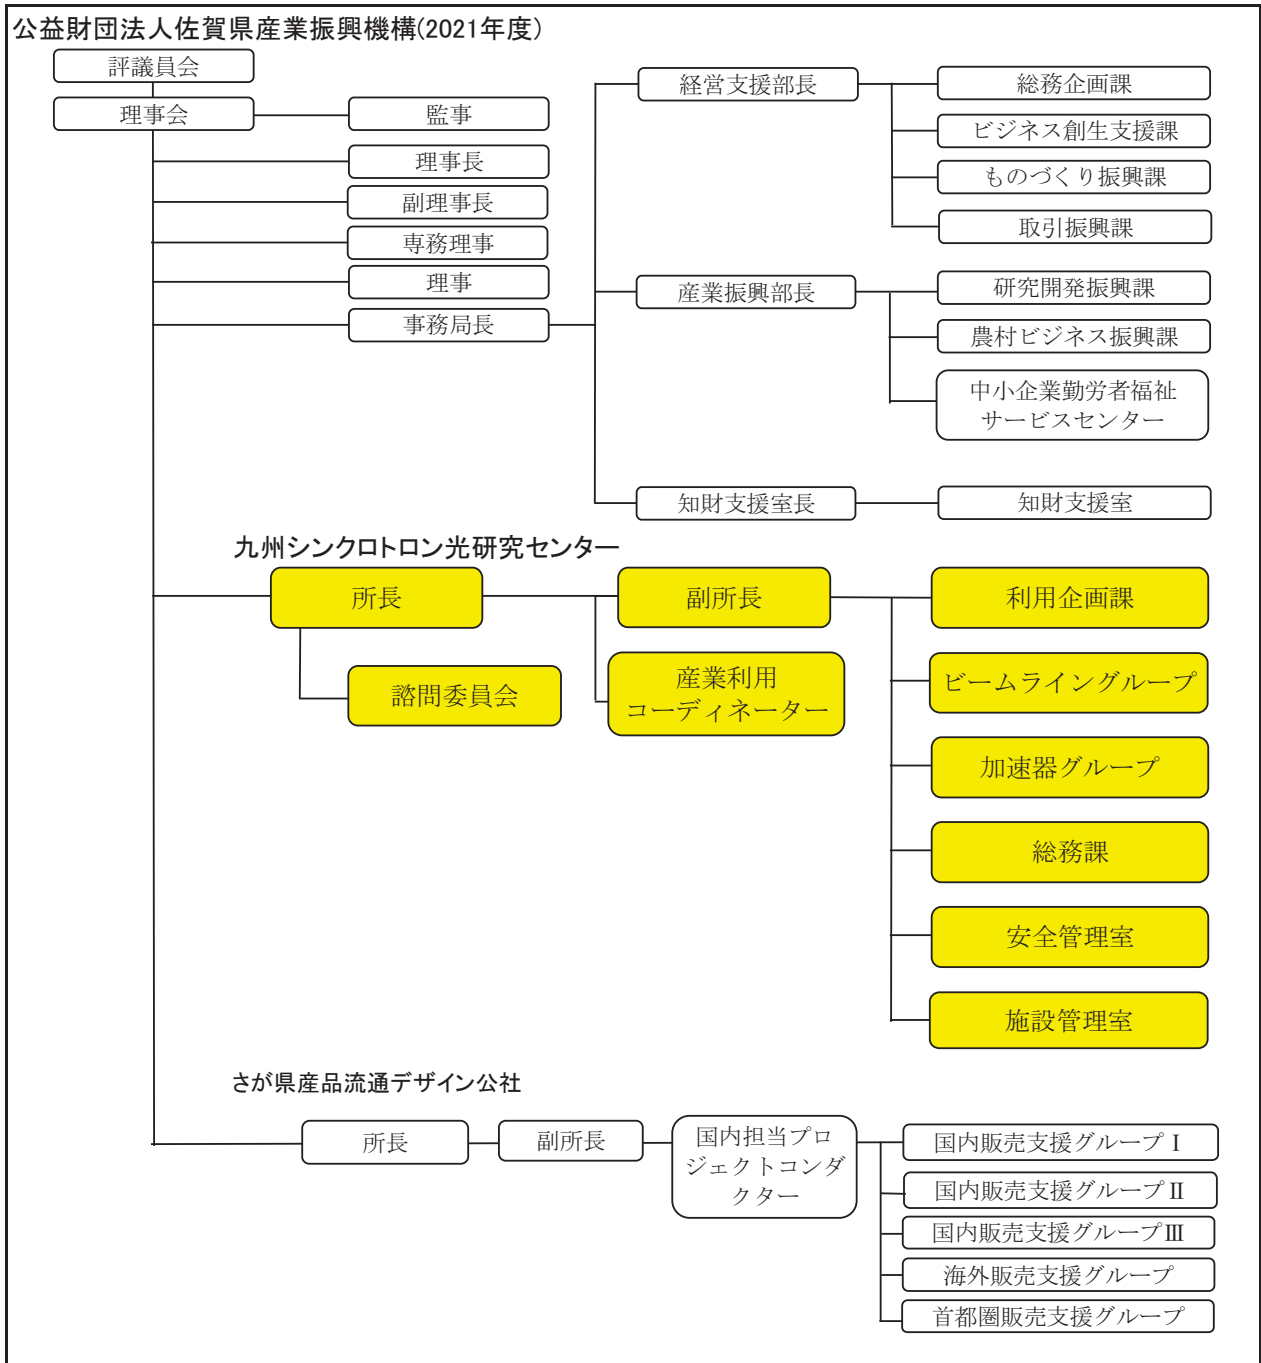 公益財団法人佐賀県産業振興機構(2021年度)
評議員会
理事会
監事
理事長
副理事長
専務理事
理事
事務局長
経営支援部長
総務企画課
ビジネス創生支援課
ものづくり振興課
取引振興課
産業振興部長
研究開発振興課
農村ビジネス振興課
中小企業勤労者福祉
サービスセンター
知財支援室長
知財支援室
九州シンクロトロン光研究センター
所長
諮問委員会
副所長
産業利用
コーディネーター
利用企画課
ビームライングループ
加速器グループ
総務課
安全管理室
施設管理室
さが県産品流通デザイン公社
所長
副所長
国内担当プロ
ジェクトコンダ
クター
国内販売支援グループⅠ
国内販売支援グループⅡ
国内販売支援グループⅢ
海外販売支援グループ
首都圏販売支援グループ